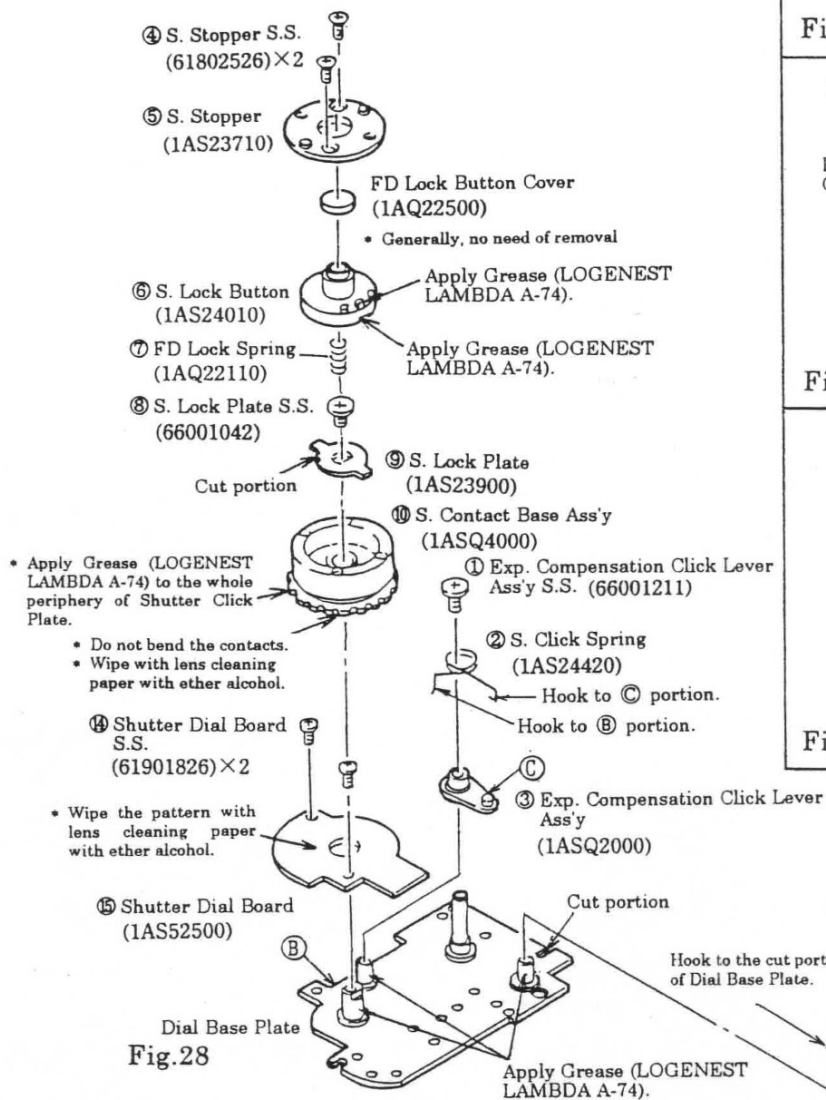 ④ S. Stopper S.S.
(61802526)×2
⑤ S. Stopper
(1AS23710)
FD Lock Button Cover
(1AQ22500)
* Generally, no need of removal
⑥ S. Lock Button
(1AS24010)
Apply Grease (LOGENEST
LAMBDA A-74).
⑦ FD Lock Spring
(1AQ22110)
Apply Grease (LOGENEST
LAMBDA A-74).
⑧ S. Lock Plate S.S.
(66001042)
Cut portion
⑨ S. Lock Plate
(1AS23900)
⑩ S. Contact Base Ass'y
(1ASQ4000)
* Apply Grease (LOGENEST
LAMBDA A-74) to the whole
periphery of Shutter Click
Plate.
* Do not bend the contacts.
* Wipe with lens cleaning
paper with ether alcohol.
① Exp. Compensation Click Lever
Ass'y S.S. (66001211)
② S. Click Spring
(1AS24420)
Hook to Ⓒ portion.
Hook to Ⓑ portion.
⑭ Shutter Dial Board
S.S.
(61901826)×2
Ⓒ
③ Exp. Compensation Click Lever
Ass'y
(1ASQ2000)
* Wipe the pattern with
lens cleaning paper
with ether alcohol.
⑮ Shutter Dial Board
(1AS52500)
Cut portion
Ⓑ
Hook to the cut port
of Dial Base Plate.
Dial Base Plate
Fig.28
Apply Grease (LOGENEST
LAMBDA A-74).
Fi
Fi
Fi